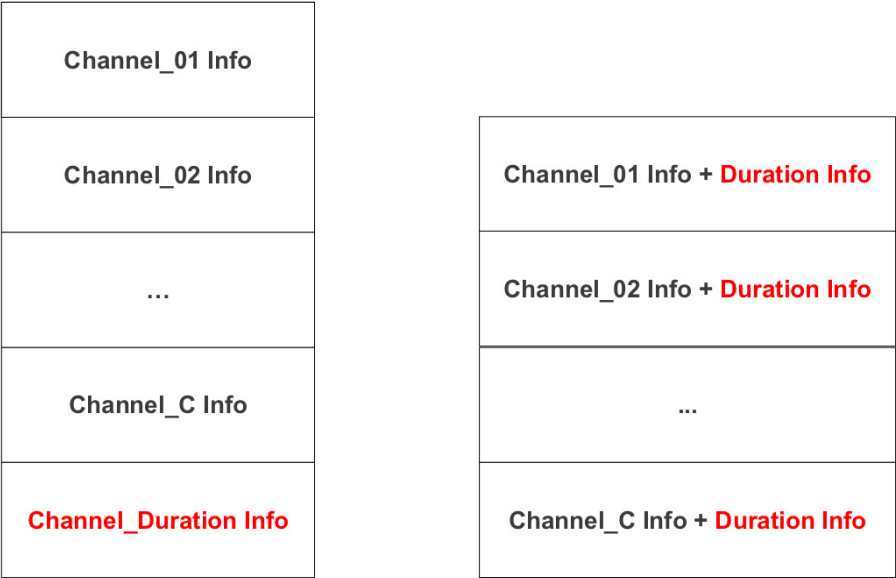 Channel_01 Info
Channel_02 Info
...
Channel_C Info
Channel_Duration Info
Channel_01 Info + Duration Info
Channel_02 Info + Duration Info
...
Channel_C Info + Duration Info